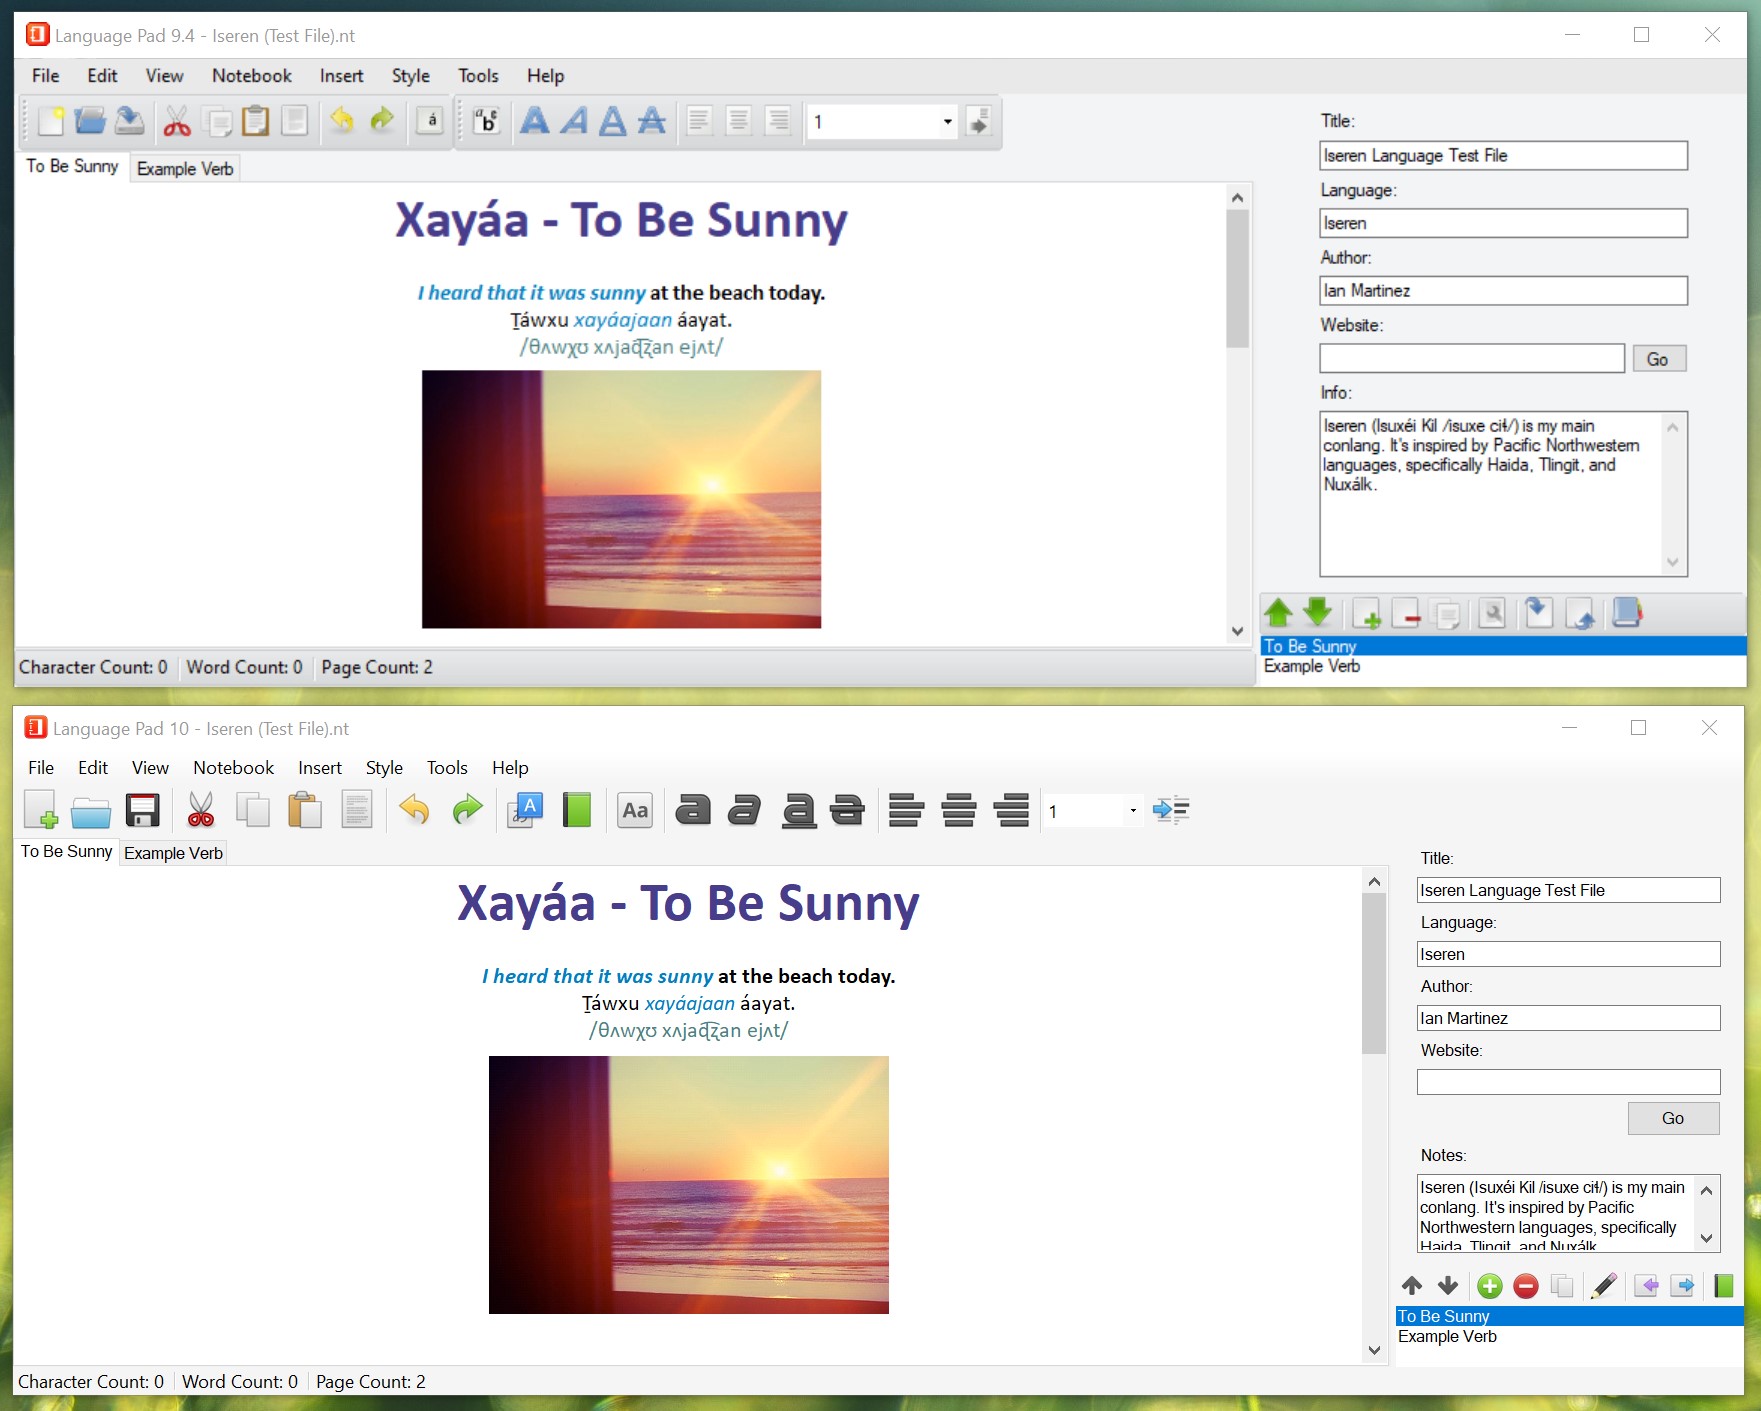 Language Pad 9.4 - Iseren (Test File).nt
File Edit View Notebook Insert Style Tools Help
á
a b c
A A A A
1
To Be Sunny
Example Verb
Xayáa - To Be Sunny
I heard that it was sunny at the beach today.
Ṯáwxu xayáajaan áayat.
/θʌwχʊ xʌjaɖ͡ʐan ejʌt/
Title:
Iseren Language Test File
Language:
Iseren
Author:
Ian Martinez
Website:
Go
Info:
Iseren (Isuxéi Kil /isuxe ciɬ/) is my main
conlang. It's inspired by Pacific Northwestern
languages, specifically Haida, Tlingit, and
Nuxálk.
To Be Sunny
Example Verb
Character Count: 0 Word Count: 0 Page Count: 2
Language Pad 10 - Iseren (Test File).nt
File Edit View Notebook Insert Style Tools Help
A
Aa
a a a a
1
To Be Sunny
Example Verb
Xayáa - To Be Sunny
I heard that it was sunny at the beach today.
Ṯáwxu xayáajaan áayat.
/θʌwχʊ xʌjaɖ͡ʐan ejʌt/
Title:
Iseren Language Test File
Language:
Iseren
Author:
Ian Martinez
Website:
Go
Notes:
Iseren (Isuxéi Kil /isuxe ciɬ/) is my main
conlang. It's inspired by Pacific
Northwestern languages, specifically
Haida, Tlingit, and Nuxálk.
To Be Sunny
Example Verb
Character Count: 0 Word Count: 0 Page Count: 2